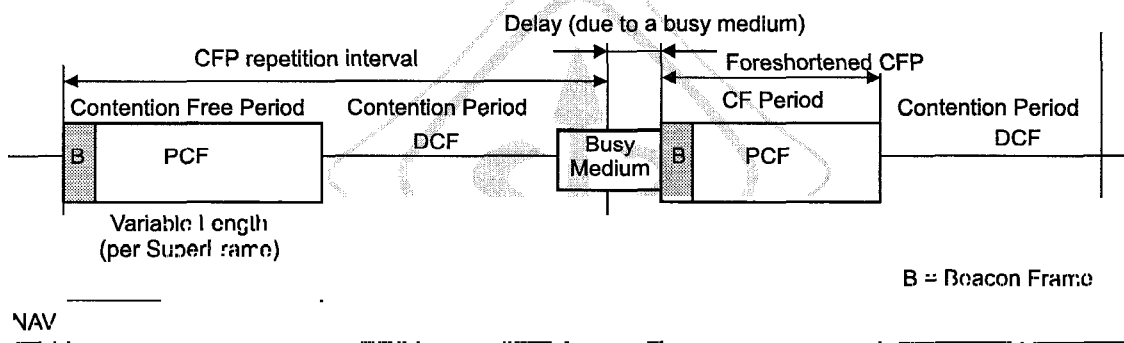 Delay (due to a busy medium)
CFP repetition interval
Foreshortened CFP
Contention Free Period
Contention Period
CF Period
Contention Period
B
PCF
DCF
Busy
Medium
B
PCF
DCF
Variable Length
(per SuperFrame)
B = Beacon Frame
NAV